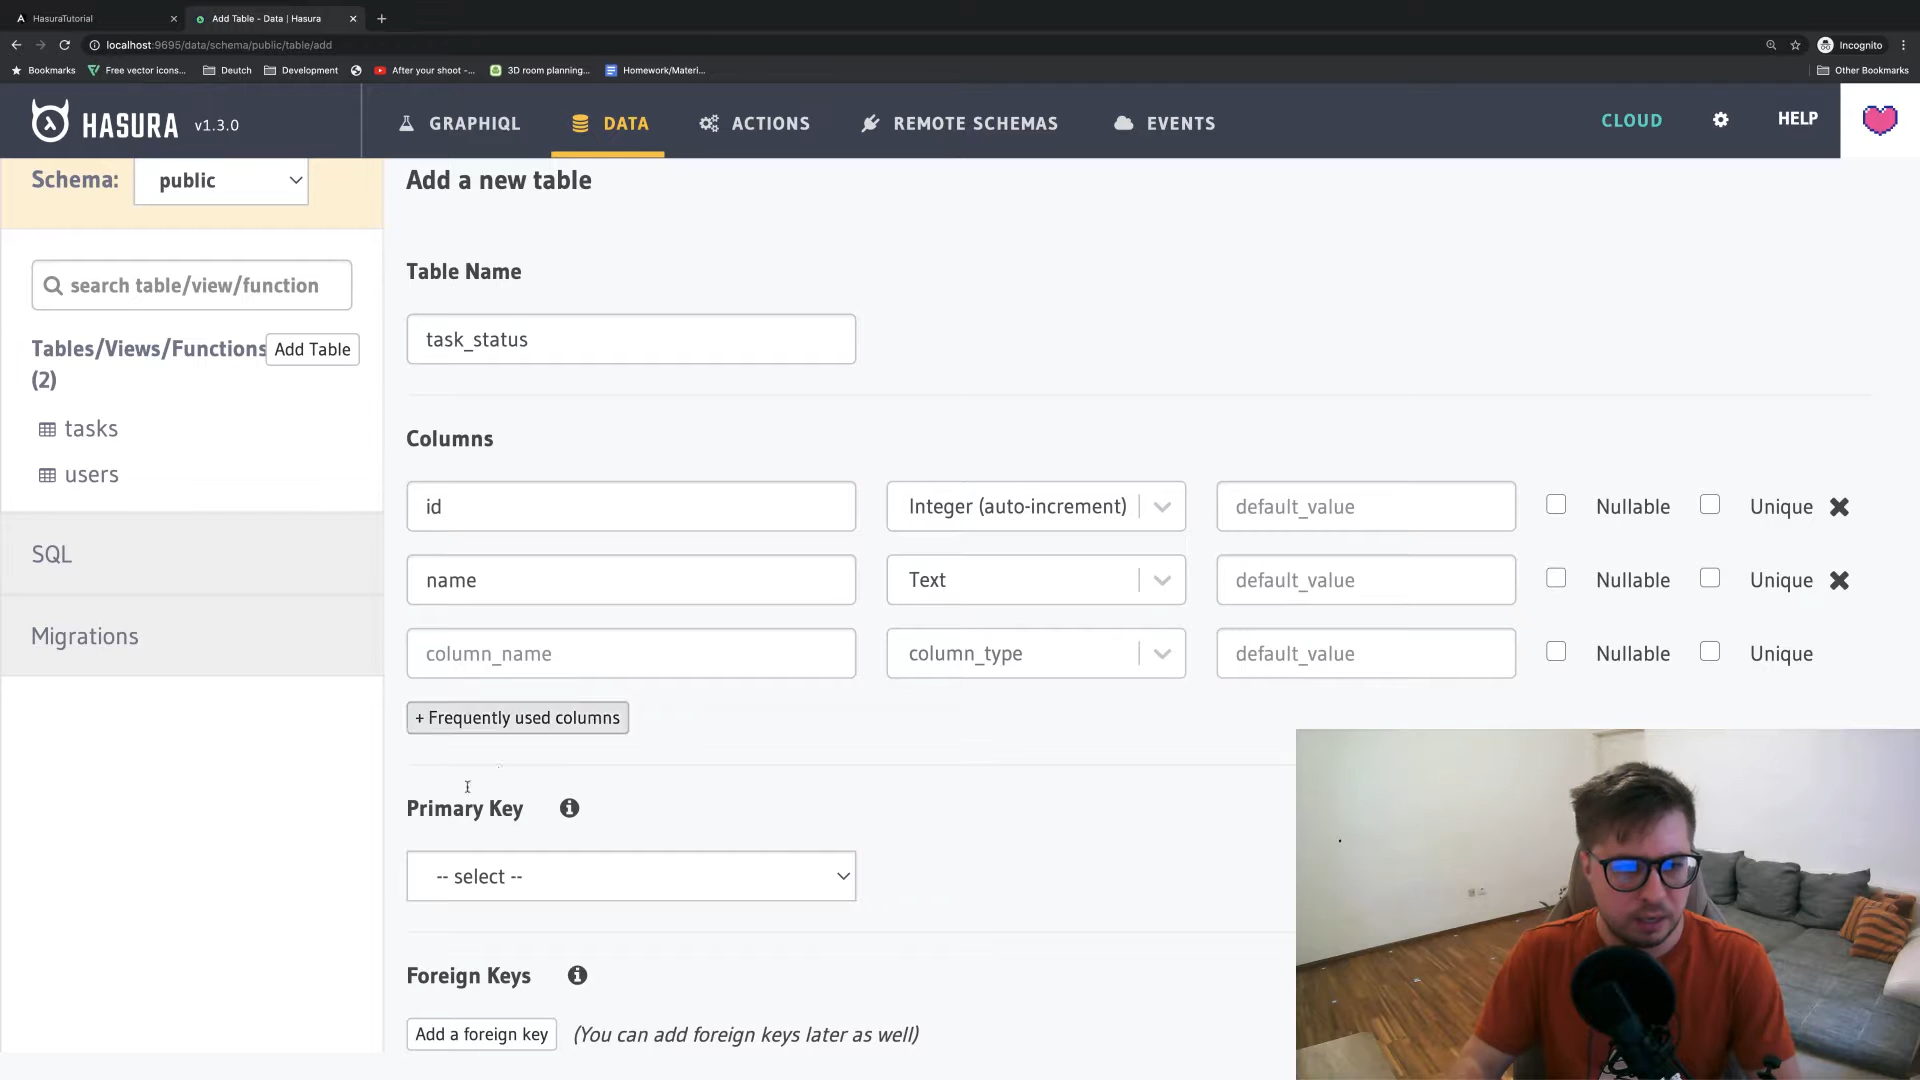 HasuraTutorial
Add Table - Data | Hasura
localhost:9695/data/schema/public/table/add
Incognito
Bookmarks
Free vector icons...
Deutch
Development
After your shoot -...
3D room planning...
Homework/Materi...
Other Bookmarks
HASURA v1.3.0
GRAPHIQL
DATA
ACTIONS
REMOTE SCHEMAS
EVENTS
CLOUD
HELP
Schema: public
search table/view/function
Tables/Views/Functions
(2)
Add Table
tasks
users
SQL
Migrations
Add a new table
Table Name
task_status
Columns
id Integer (auto-increment) default_value Nullable Unique
name Text default_value Nullable Unique
column_name column_type default_value Nullable Unique
+ Frequently used columns
Primary Key
-- select --
Foreign Keys
Add a foreign key (You can add foreign keys later as well)